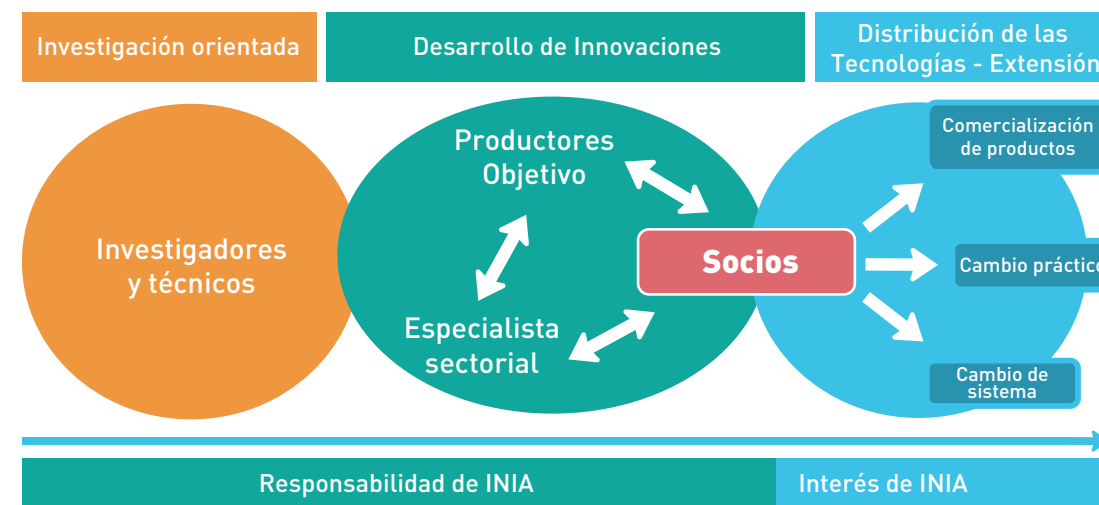 Investigación orientada
Desarrollo de Innovaciones
Distribución de las
Tecnologías - Extensión
Investigadores
y técnicos
Productores
Objetivo
Especialista
sectorial
Socios
Comercialización
de productos
Cambio práctico
Cambio de
sistema
Responsabilidad de INIA
Interés de INIA